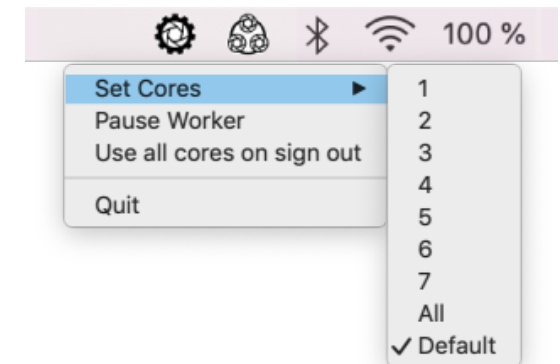 100 %
Set Cores
Pause Worker
Use all cores on sign out
Quit
1
2
3
4
5
6
7
All
Default